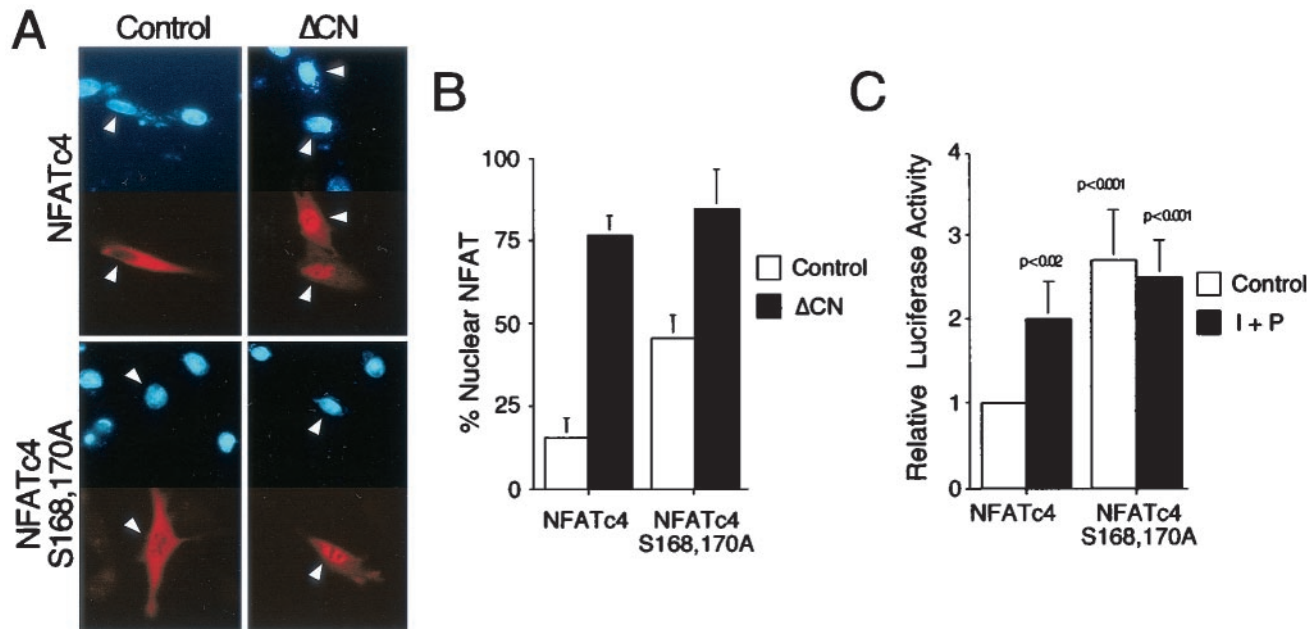 A
Control
ΔCN
NFATc4
NFATc4
S168,170A
B
% Nuclear NFAT
100
75
50
25
0
NFATc4
NFATc4
S168,170A
Control
ΔCN
C
Relative Luciferase Activity
4
3
2
1
0
p<0.02
p<0.001
p<0.001
NFATc4
NFATc4
S168,170A
Control
I + P